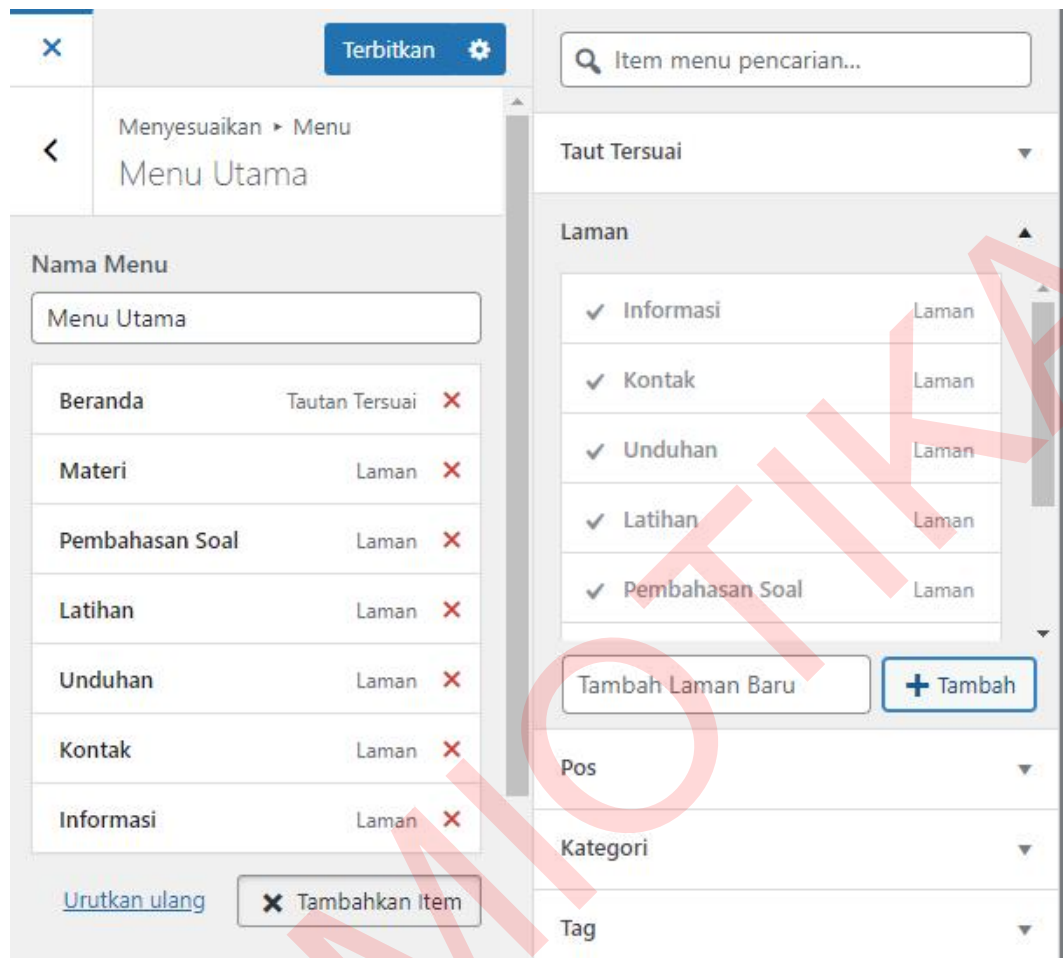 Terbitkan
Menyesuaikan ▸ Menu
Menu Utama
Nama Menu
Menu Utama
Beranda Tautan Tersuai
Materi Laman
Pembahasan Soal Laman
Latihan Laman
Unduhan Laman
Kontak Laman
Informasi Laman
Urutkan ulang Tambahkan Item
Item menu pencarian...
Taut Tersuai
Laman
Informasi Laman
Kontak Laman
Unduhan Laman
Latihan Laman
Pembahasan Soal Laman
Tambah Laman Baru Tambah
Pos
Kategori
Tag
MOTIKA